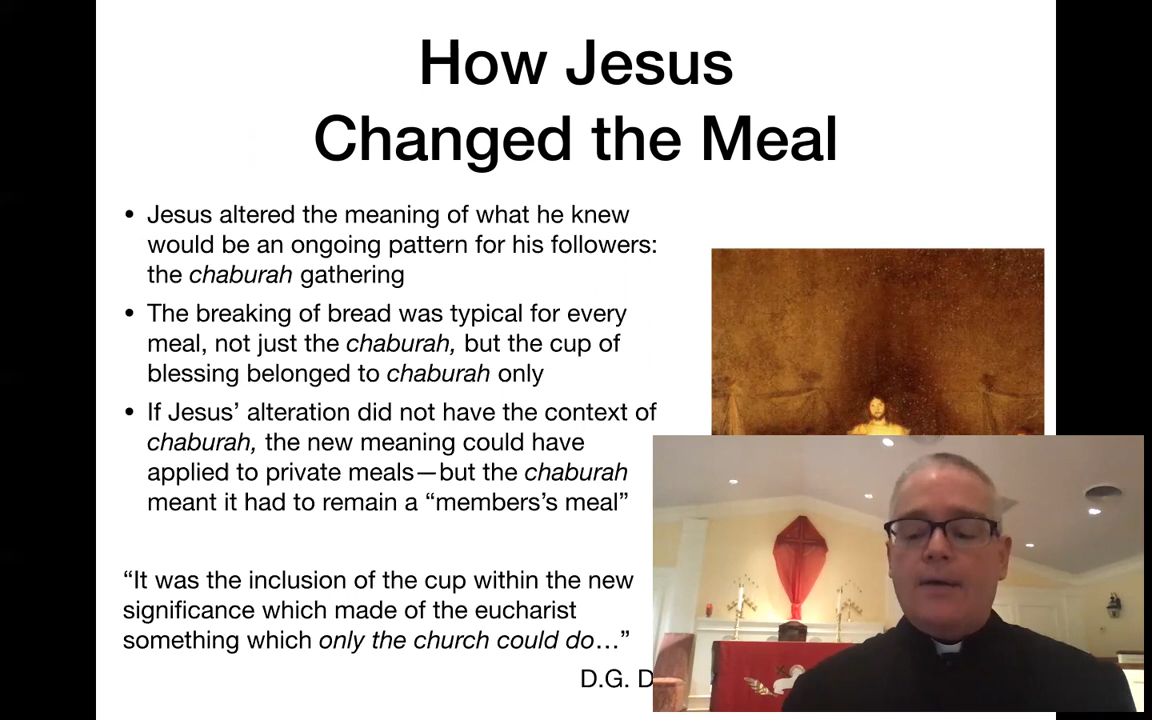 How Jesus
Changed the Meal
• Jesus altered the meaning of what he knew
would be an ongoing pattern for his followers:
the chaburah gathering
• The breaking of bread was typical for every
meal, not just the chaburah, but the cup of
blessing belonged to chaburah only
• If Jesus’ alteration did not have the context of
chaburah, the new meaning could have
applied to private meals—but the chaburah
meant it had to remain a “members’s meal”
“It was the inclusion of the cup within the new
significance which made of the eucharist
something which only the church could do…”
D.G. D